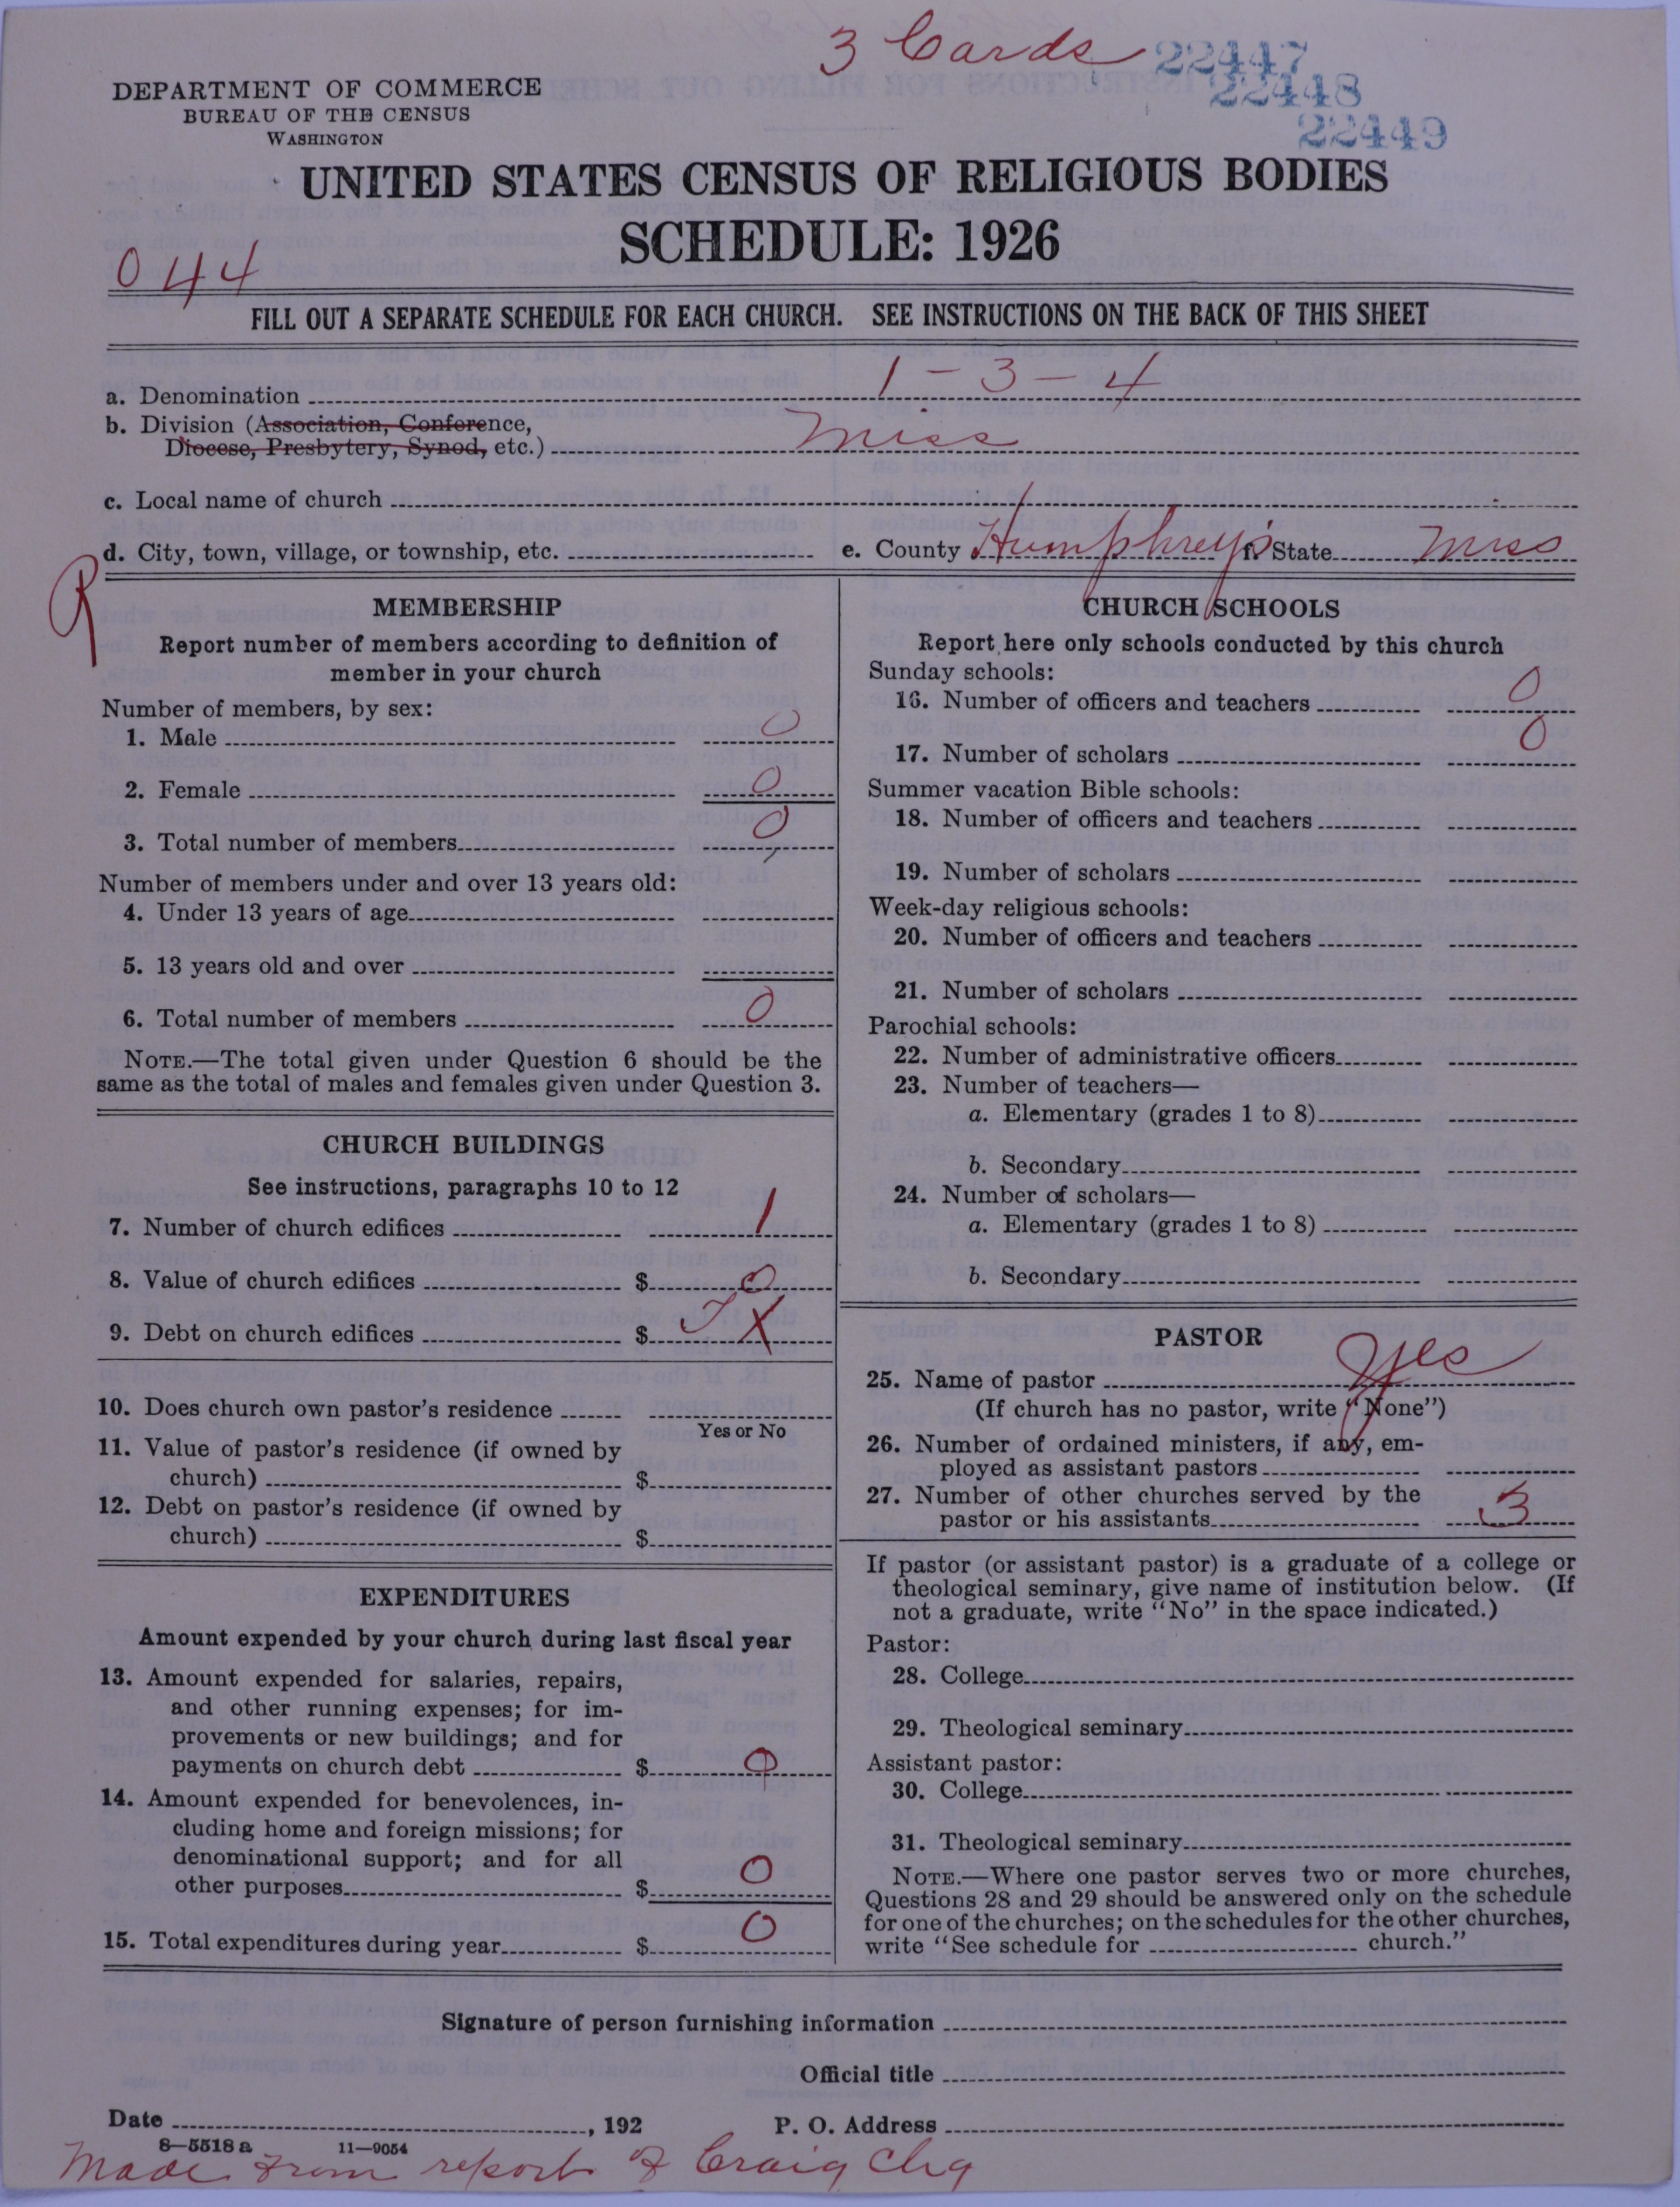 3 Cards 22447
22448
22449
DEPARTMENT OF COMMERCE
BUREAU OF THE CENSUS
WASHINGTON
UNITED STATES CENSUS OF RELIGIOUS BODIES
SCHEDULE: 1926
044
FILL OUT A SEPARATE SCHEDULE FOR EACH CHURCH. SEE INSTRUCTIONS ON THE BACK OF THIS SHEET
a. Denomination 1-3-4
b. Division (Association, Conference,
Diocese, Presbytery, Synod, etc.) Miss
c. Local name of church
d. City, town, village, or township, etc. e. County Humphreys f. State Miss
R
MEMBERSHIP
Report number of members according to definition of
member in your church
Number of members, by sex:
1. Male 0
2. Female 0
3. Total number of members 0
Number of members under and over 13 years old:
4. Under 13 years of age
5. 13 years old and over
6. Total number of members 0
NOTE.—The total given under Question 6 should be the
same as the total of males and females given under Question 3.
CHURCH BUILDINGS
See instructions, paragraphs 10 to 12
7. Number of church edifices 1
8. Value of church edifices $ 0
9. Debt on church edifices $ X
10. Does church own pastor's residence
Yes or No
11. Value of pastor's residence (if owned by
church) $
12. Debt on pastor's residence (if owned by
church) $
EXPENDITURES
Amount expended by your church during last fiscal year
13. Amount expended for salaries, repairs,
and other running expenses; for im-
provements or new buildings; and for
payments on church debt $ 0
14. Amount expended for benevolences, in-
cluding home and foreign missions; for
denominational support; and for all
other purposes $ 0
15. Total expenditures during year $ 0
CHURCH SCHOOLS
Report here only schools conducted by this church
Sunday schools:
16. Number of officers and teachers 0
17. Number of scholars 0
Summer vacation Bible schools:
18. Number of officers and teachers
19. Number of scholars
Week-day religious schools:
20. Number of officers and teachers
21. Number of scholars
Parochial schools:
22. Number of administrative officers
23. Number of teachers—
a. Elementary (grades 1 to 8)
b. Secondary
24. Number of scholars—
a. Elementary (grades 1 to 8)
b. Secondary
PASTOR
25. Name of pastor Yes
(If church has no pastor, write "None")
26. Number of ordained ministers, if any, em-
ployed as assistant pastors
27. Number of other churches served by the
pastor or his assistants 3
If pastor (or assistant pastor) is a graduate of a college or
theological seminary, give name of institution below. (If
not a graduate, write "No" in the space indicated.)
Pastor:
28. College
29. Theological seminary
Assistant pastor:
30. College
31. Theological seminary
NOTE.—Where one pastor serves two or more churches,
Questions 28 and 29 should be answered only on the schedule
for one of the churches; on the schedules for the other churches,
write "See schedule for church."
Signature of person furnishing information
Official title
Date , 192 P. O. Address
8—5518 a 11—9054
Made from report of Craig Chg